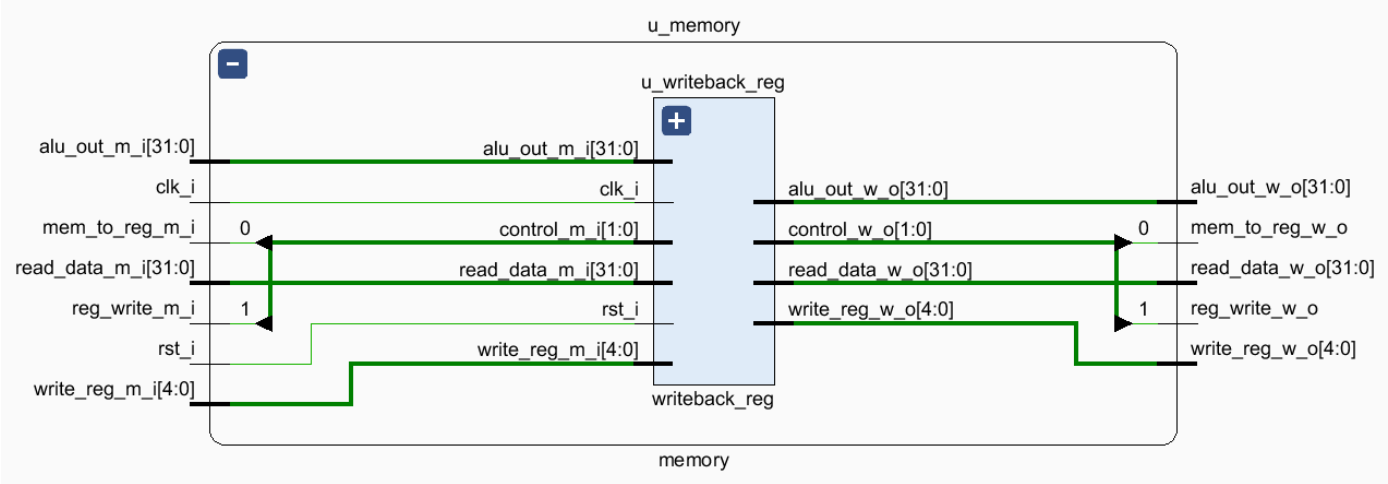 u_memory
u_writeback_reg
alu_out_m_i[31:0]
alu_out_m_i[31:0]
clk_i
clk_i
alu_out_w_o[31:0]
alu_out_w_o[31:0]
mem_to_reg_m_i
0
control_m_i[1:0]
control_w_o[1:0]
0
mem_to_reg_w_o
read_data_m_i[31:0]
read_data_m_i[31:0]
read_data_w_o[31:0]
read_data_w_o[31:0]
reg_write_m_i
1
rst_i
write_reg_w_o[4:0]
1
reg_write_w_o
rst_i
write_reg_m_i[4:0]
write_reg_w_o[4:0]
write_reg_m_i[4:0]
writeback_reg
memory